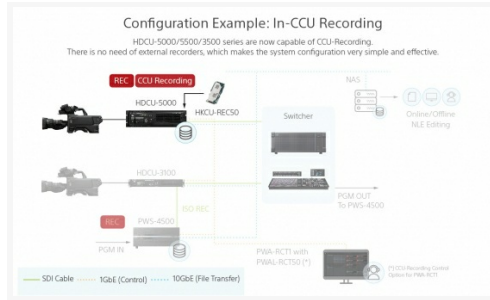 Configuration Example: In-CCU Recording
HDCU-5000/5500/3500 series are now capable of CCU-Recording.
There is no need of external recorders, which makes the system configuration very simple and effective.
REC
CCU Recording
HDCU-5000
HKCU-REC50
NAS
Switcher
Online/Offline
NLE Editing
HDCU-3100
ISO REC
PGM OUT
To PWS-4500
REC
PWS-4500
PGM IN
PWA-RCT1 with
PWAL-RCT50 (*)
(*) CCU Recording Control
Option for PWA-RCT1
SDI Cable
1GbE (Control)
10GbE (File Transfer)